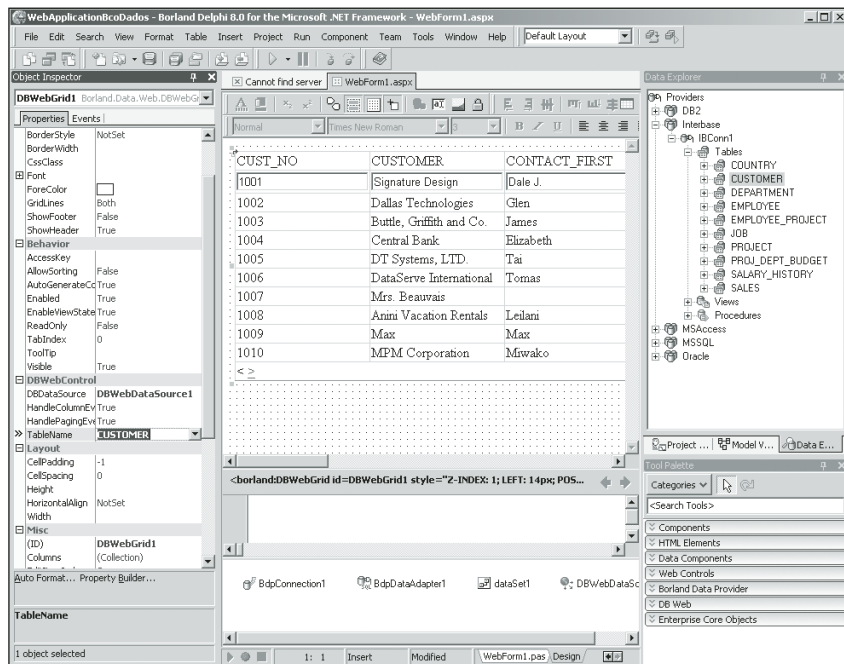 WebApplicationBcoDados - Borland Delphi 8.0 for the Microsoft .NET Framework - WebForm1.aspx
File Edit Search View Format Table Insert Project Run Component Team Tools Window Help Default Layout
Object Inspector
DBWebGrid1 Borland.Data.Web.DBWebGr
Properties Events
BorderStyle NotSet
BorderWidth
CssClass
Font
ForeColor
GridLines Both
ShowFooter False
ShowHeader True
Behavior
AccessKey
AllowSorting False
AutoGenerateCc True
Enabled True
EnableViewState True
ReadOnly False
TabIndex 0
ToolTip
Visible True
DBWebControl
DBDataSource DBWebDataSource1
HandleColumnEv True
HandlePagingEve True
TableName CUSTOMER
Layout
CellPadding -1
CellSpacing 0
Height
HorizontalAlign NotSet
Width
Misc
(ID) DBWebGrid1
Columns (Collection)
Auto Format... Property Builder...
TableName
1 object selected
Cannot find server WebForm1.aspx
Normal Times New Roman 3 B I U
CUST_NO CUSTOMER CONTACT_FIRST
1001 Signature Design Dale J.
1002 Dallas Technologies Glen
1003 Buttle, Griffith and Co. James
1004 Central Bank Elizabeth
1005 DT Systems, LTD. Tai
1006 DataServe International Tomas
1007 Mrs. Beauvais
1008 Anini Vacation Rentals Leilani
1009 Max Max
1010 MPM Corporation Miwako
< >
<borland:DBWebGrid id=DBWebGrid1 style="Z-INDEX: 1; LEFT: 14px; POS...
BdpConnection1 BdpDataAdapter1 dataSet1 DBWebDataSc
1: 1 Insert Modified WebForm1.pas Design
Data Explorer
Providers
DB2
Interbase
IBConn1
Tables
COUNTRY
CUSTOMER
DEPARTMENT
EMPLOYEE
EMPLOYEE_PROJECT
JOB
PROJECT
PROJ_DEPT_BUDGET
SALARY_HISTORY
SALES
Views
Procedures
MSAccess
MSSQL
Oracle
Project ... Model V... Data E...
Tool Palette
Categories
<Search Tools>
Components
HTML Elements
Data Components
Web Controls
Borland Data Provider
DB Web
Enterprise Core Objects